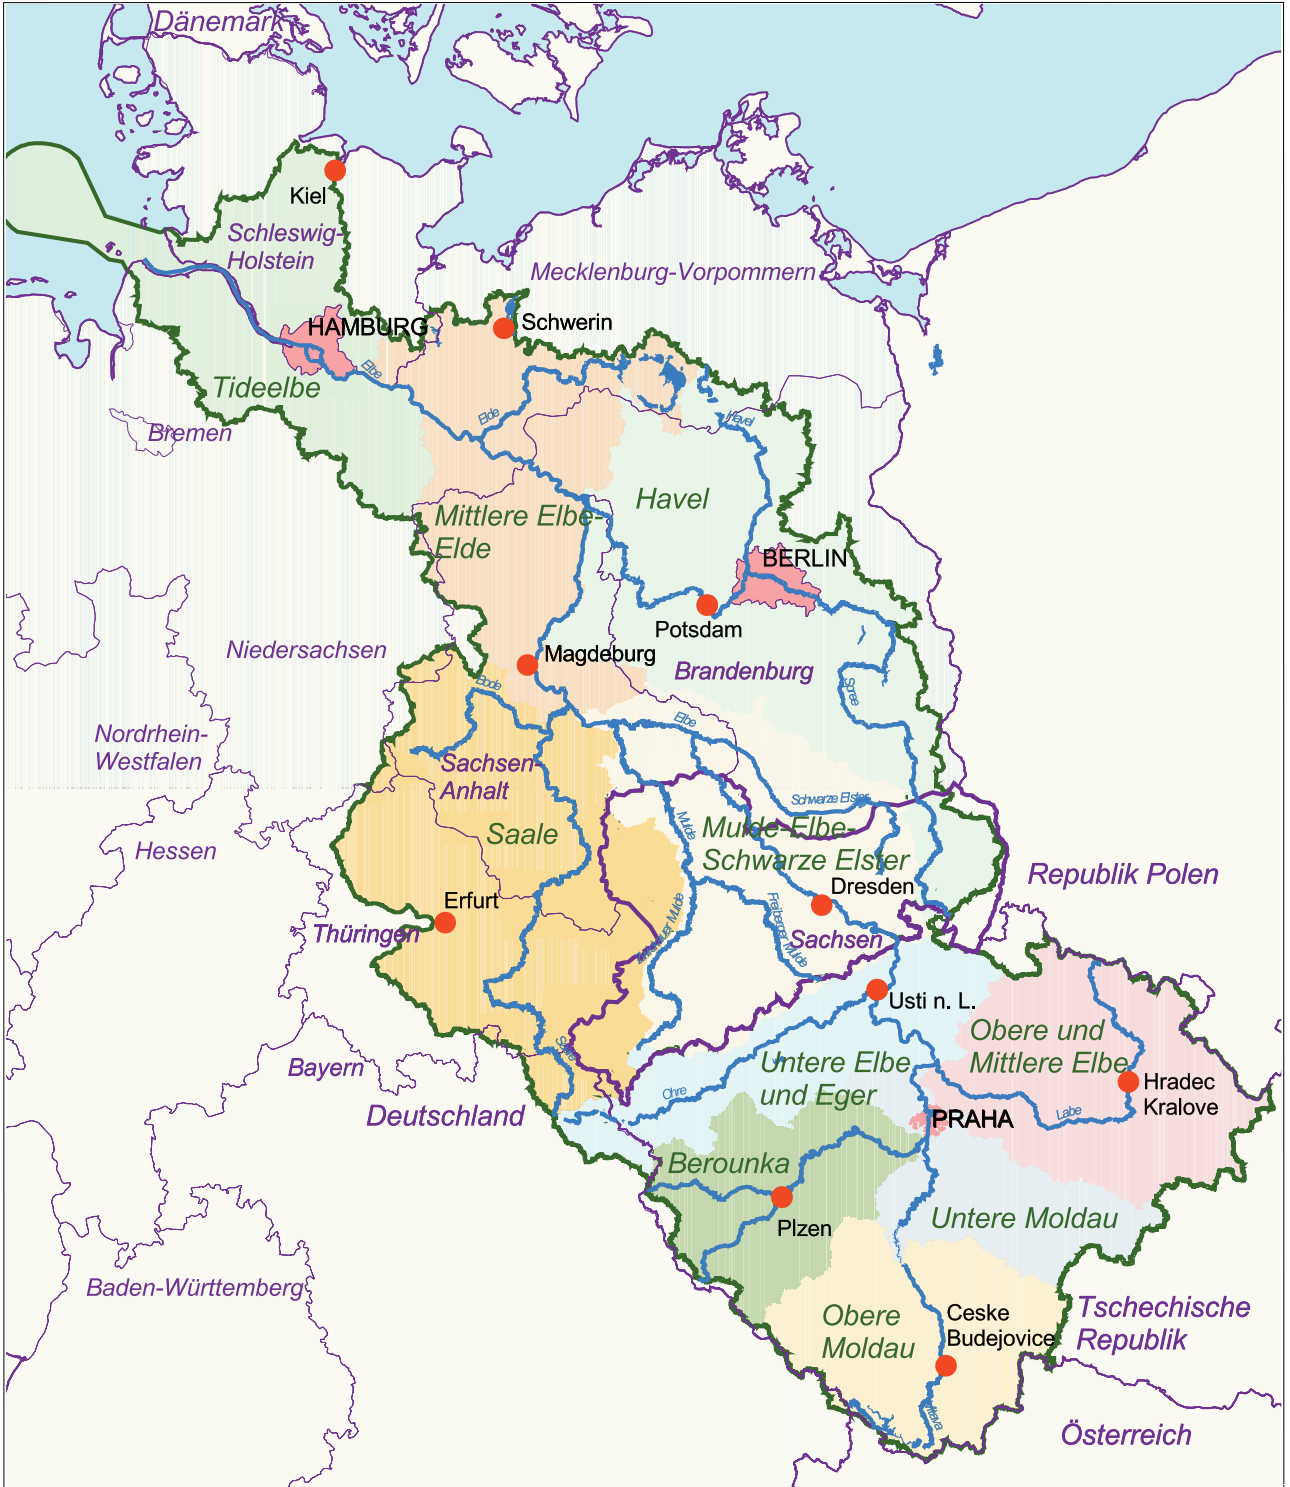 Dänemark
Kiel
Schleswig-
Holstein
Mecklenburg-Vorpommern
HAMBURG
Schwerin
Elbe
Tideelbe
Elde
Havel
Bremen
Havel
Mittlere Elbe-
Elde
BERLIN
Potsdam
Niedersachsen
Magdeburg
Brandenburg
Bode
Spree
Elbe
Nordrhein-
Westfalen
Sachsen-
Anhalt
Schwarze Elster
Mulde
Saale
Mulde-Elbe-
Schwarze Elster
Hessen
Republik Polen
Dresden
Erfurt
Freiberger Mulde
Thüringen
Sachsen
Mulde
Usti n. L.
Obere und
Mittlere Elbe
Saale
Bayern
Untere Elbe
und Eger
Hradec
Kralove
Ohre
Labe
Deutschland
PRAHA
Berounka
Plzen
Untere Moldau
Baden-Württemberg
Obere
Moldau
Ceske
Budejovice
Tschechische
Republik
Vltava
Österreich